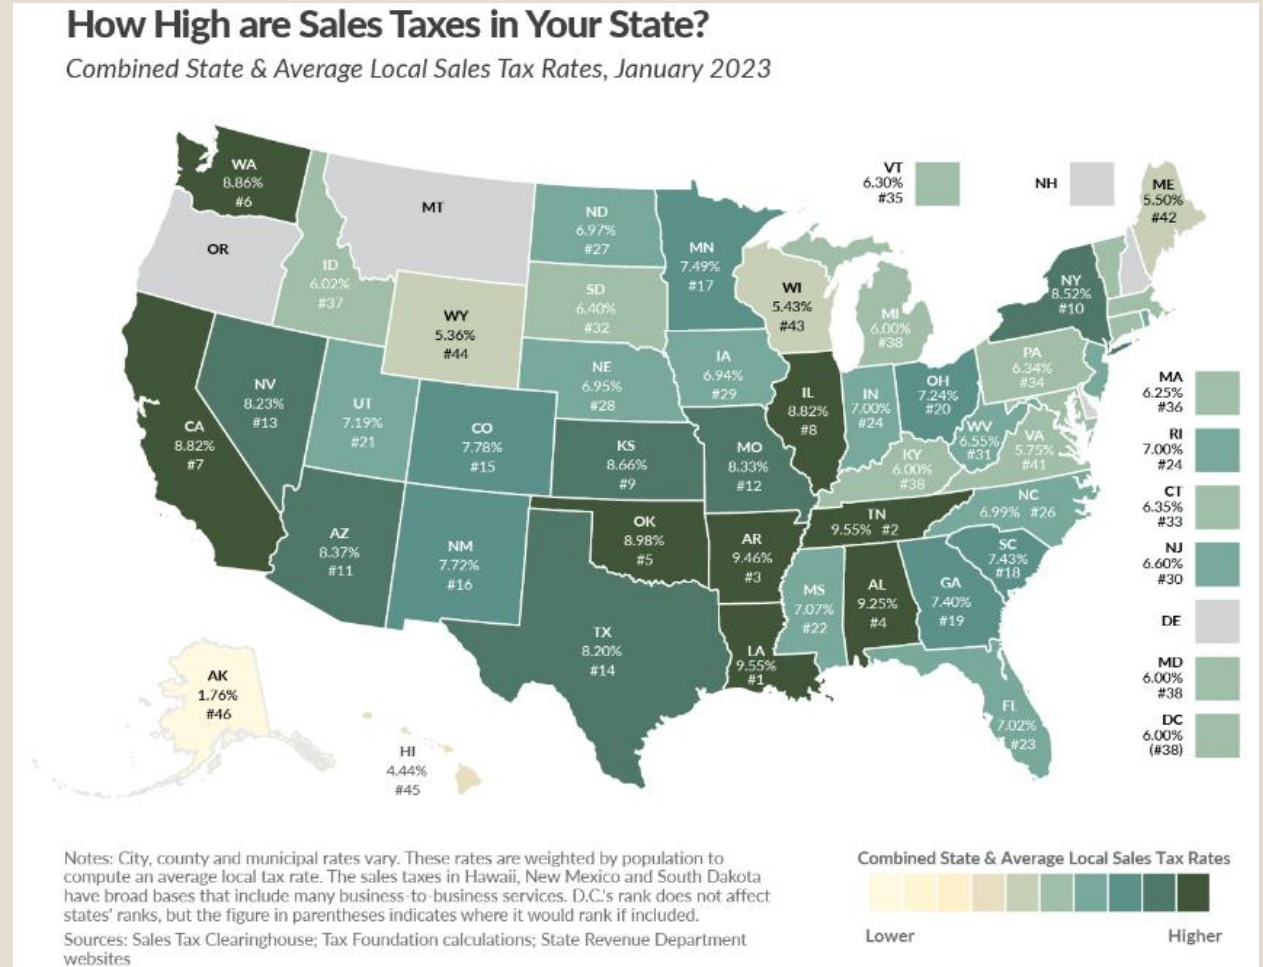 How High are Sales Taxes in Your State?
Combined State & Average Local Sales Tax Rates, January 2023
WA
8.86%
#6
MT
OR
ID
6.02%
#37
WY
5.36%
#44
ND
6.97%
#27
SD
6.40%
#32
NE
6.95%
#28
MN
7.49%
#17
WI
5.43%
#43
MI
6.00%
#38
VT
6.30%
#35
NH
ME
5.50%
#42
NY
8.52%
#10
PA
6.34%
#34
IA
6.94%
#29
IL
8.82%
#8
IN
7.00%
#24
OH
7.24%
#20
WV
6.55%
#31
VA
5.75%
#41
KY
6.00%
#38
NV
8.23%
#13
UT
7.19%
#21
CO
7.78%
#15
CA
8.82%
#7
KS
8.66%
#9
MO
8.33%
#12
AZ
8.37%
#11
NM
7.72%
#16
OK
8.98%
#5
AR
9.46%
#3
TN
9.55% #2
NC
6.99% #26
SC
7.43%
#18
MS
7.07%
#22
AL
9.25%
#4
GA
7.40%
#19
TX
8.20%
#14
LA
9.55%
#1
FL
7.02%
#23
AK
1.76%
#46
HI
4.44%
#45
MA
6.25%
#36
RI
7.00%
#24
CT
6.35%
#33
NJ
6.60%
#30
DE
MD
6.00%
#38
DC
6.00%
(#38)
Notes: City, county and municipal rates vary. These rates are weighted by population to
compute an average local tax rate. The sales taxes in Hawaii, New Mexico and South Dakota
have broad bases that include many business-to-business services. D.C.'s rank does not affect
states' ranks, but the figure in parentheses indicates where it would rank if included.
Sources: Sales Tax Clearinghouse; Tax Foundation calculations; State Revenue Department
websites
Combined State & Average Local Sales Tax Rates
Lower
Higher